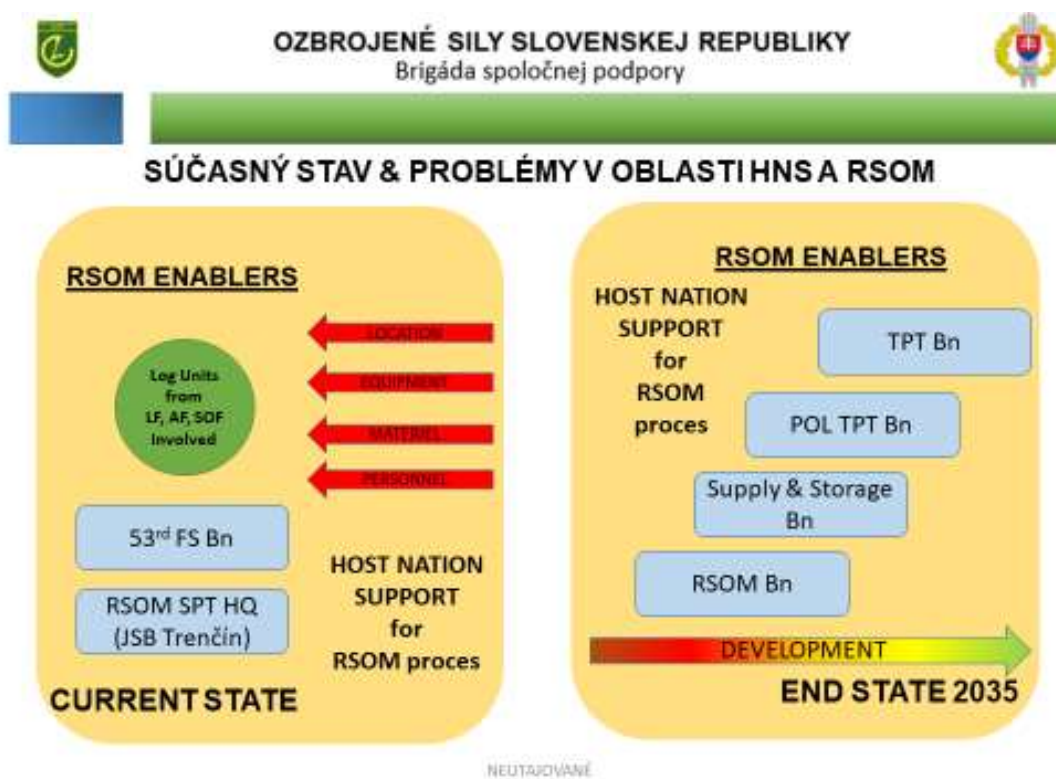 OZBROJENÉ SILY SLOVENSKEJ REPUBLIKY
Brigáda spoločnej podpory
SÚČASNÝ STAV & PROBLÉMY V OBLASTI HNS A RSOM
RSOM ENABLERS
Log Units
from
LF, AF, SOF
Involved
LOCATION
EQUIPMENT
MATERIEL
PERSONNEL
53rd FS Bn
RSOM SPT HQ
(JSB Trenčín)
HOST NATION
SUPPORT
for
RSOM proces
CURRENT STATE
RSOM ENABLERS
HOST NATION
SUPPORT
for
RSOM
proces
TPT Bn
POL TPT Bn
Supply & Storage
Bn
RSOM Bn
DEVELOPMENT
END STATE 2035
NEUTAJOVANÉ